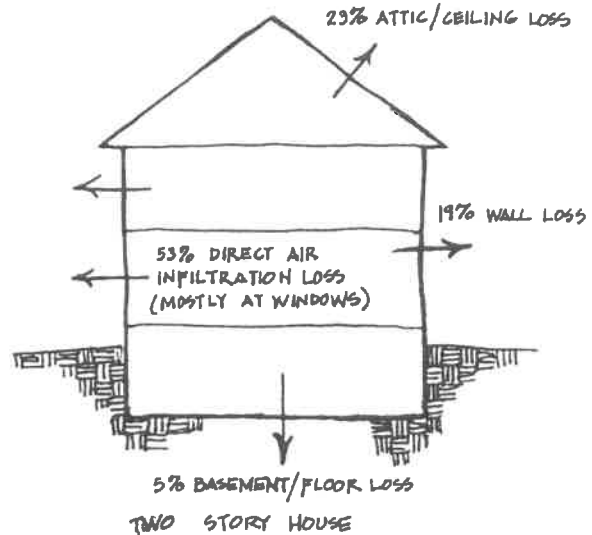 23% ATTIC/CEILING LOSS
19% WALL LOSS
53% DIRECT AIR
INFILTRATION LOSS
(MOSTLY AT WINDOWS)
5% BASEMENT/FLOOR LOSS
TWO STORY HOUSE